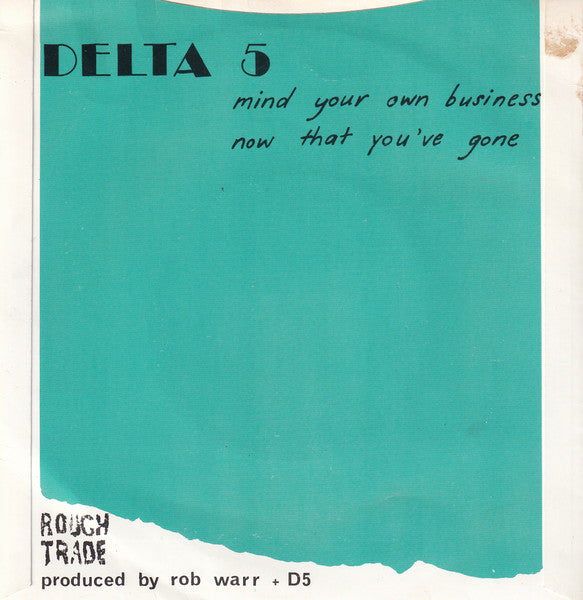 DELTA 5
mind your own business
now that you've gone
ROUGH
TRADE
produced by rob warr + D5